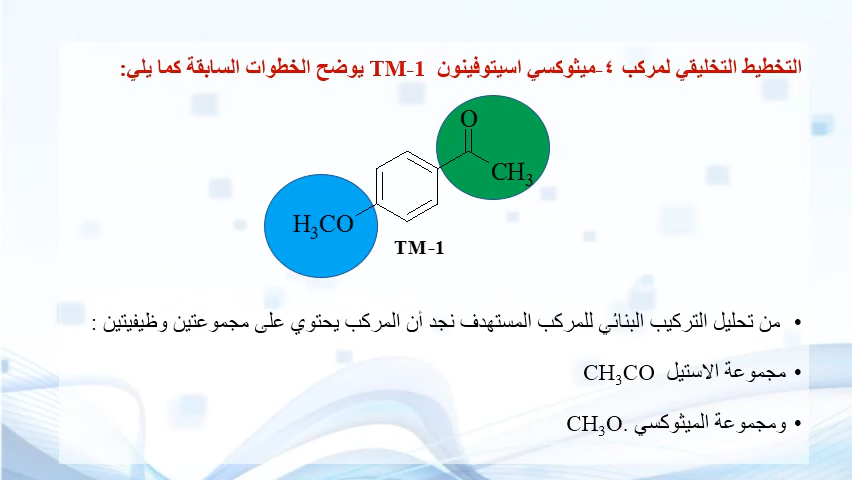 التخطيط التخليقي لمركب ٤-ميثوكسي اسيتوفينون TM-1 يوضح الخطوات السابقة كما يلي:
O
CH3
H3CO
TM-1
• من تحليل التركيب البنائي للمركب المستهدف نجد أن المركب يحتوي على مجموعتين وظيفيتين :
• مجموعة الاستيل CH3CO
• ومجموعة الميثوكسي .CH3O